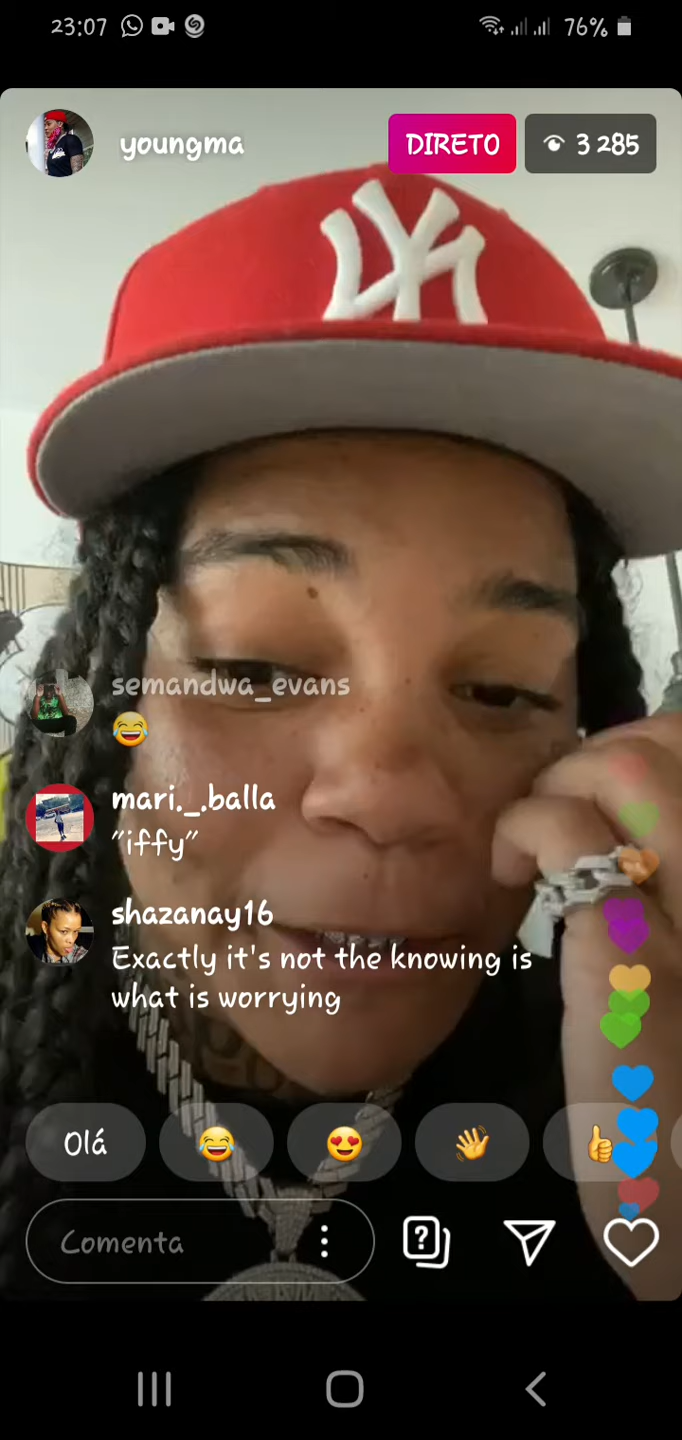 23:07
76%
youngma
DIRETO
3 285
NY
semandwa_evans
😂
mari._.balla
"iffy"
shazanay16
Exactly it's not the knowing is
what is worrying
Olá
Comenta